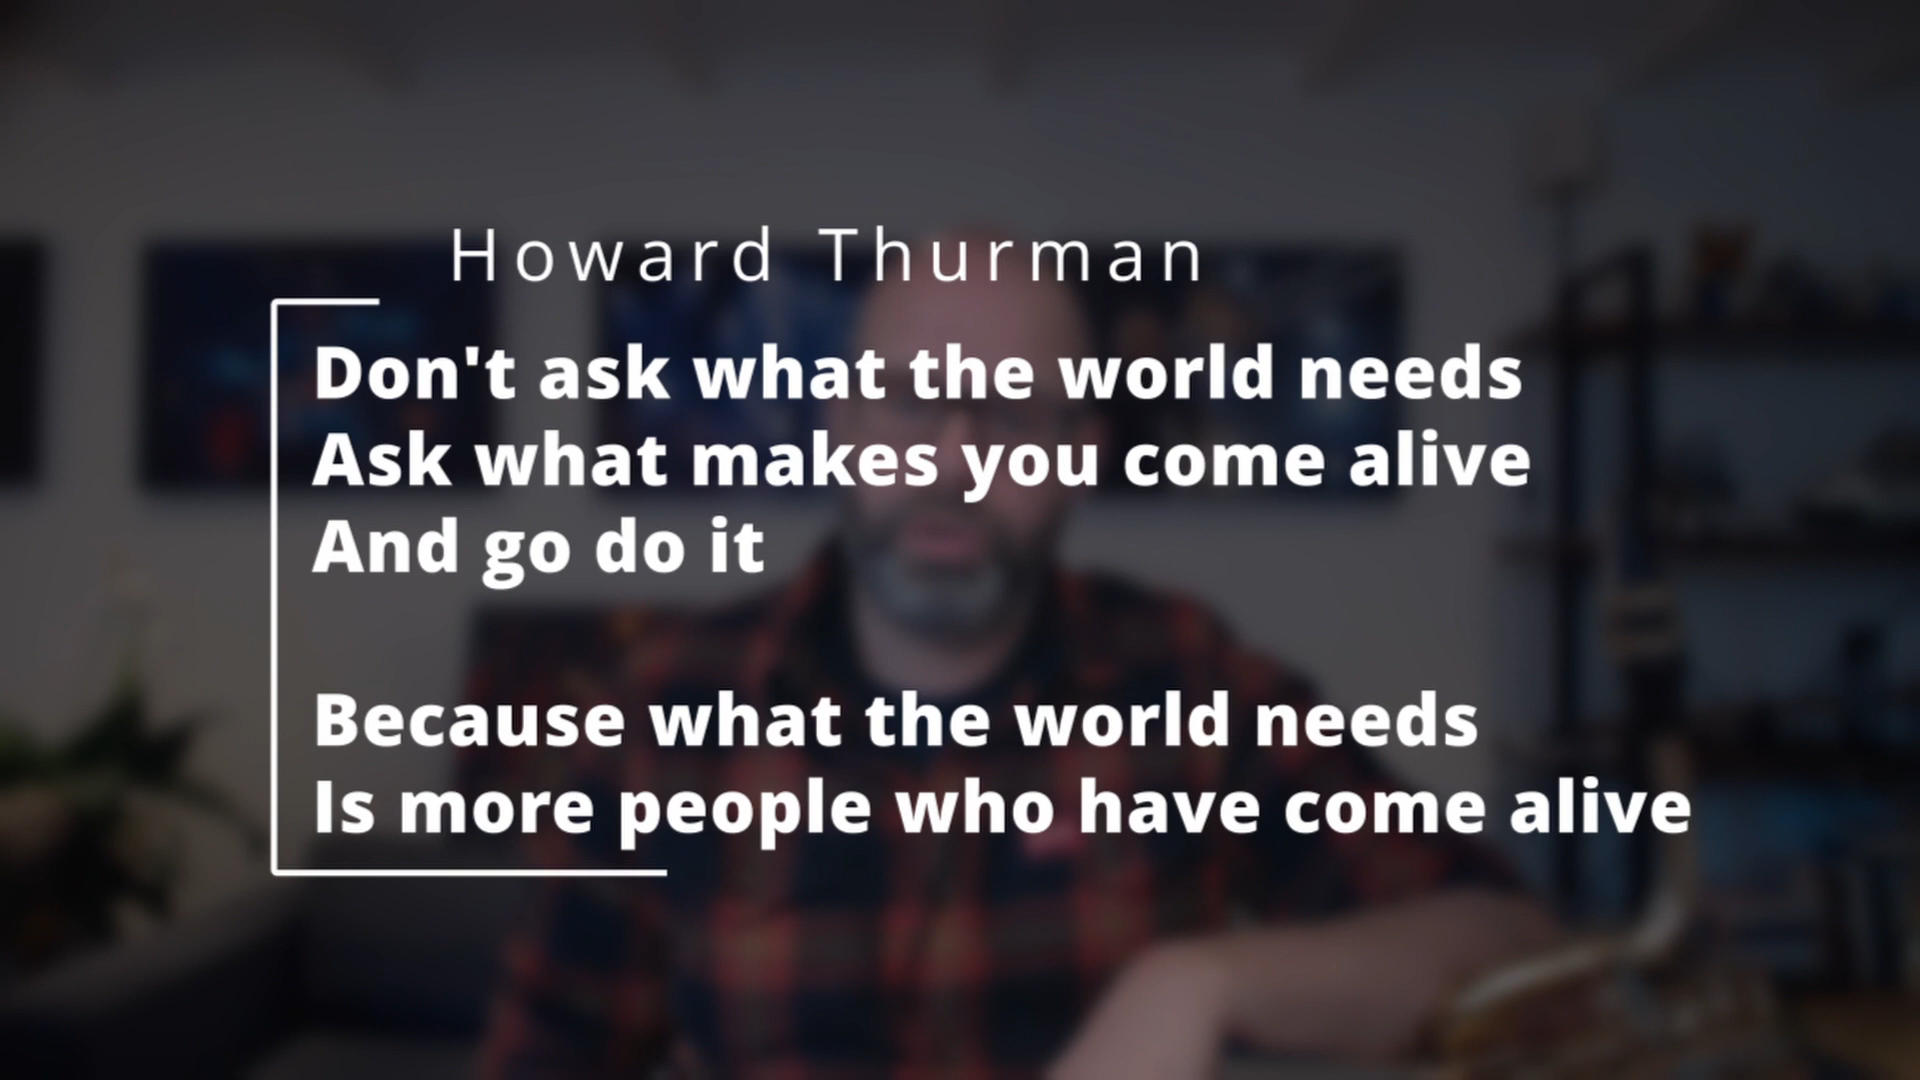 Howard Thurman
Don't ask what the world needs
Ask what makes you come alive
And go do it
Because what the world needs
Is more people who have come alive